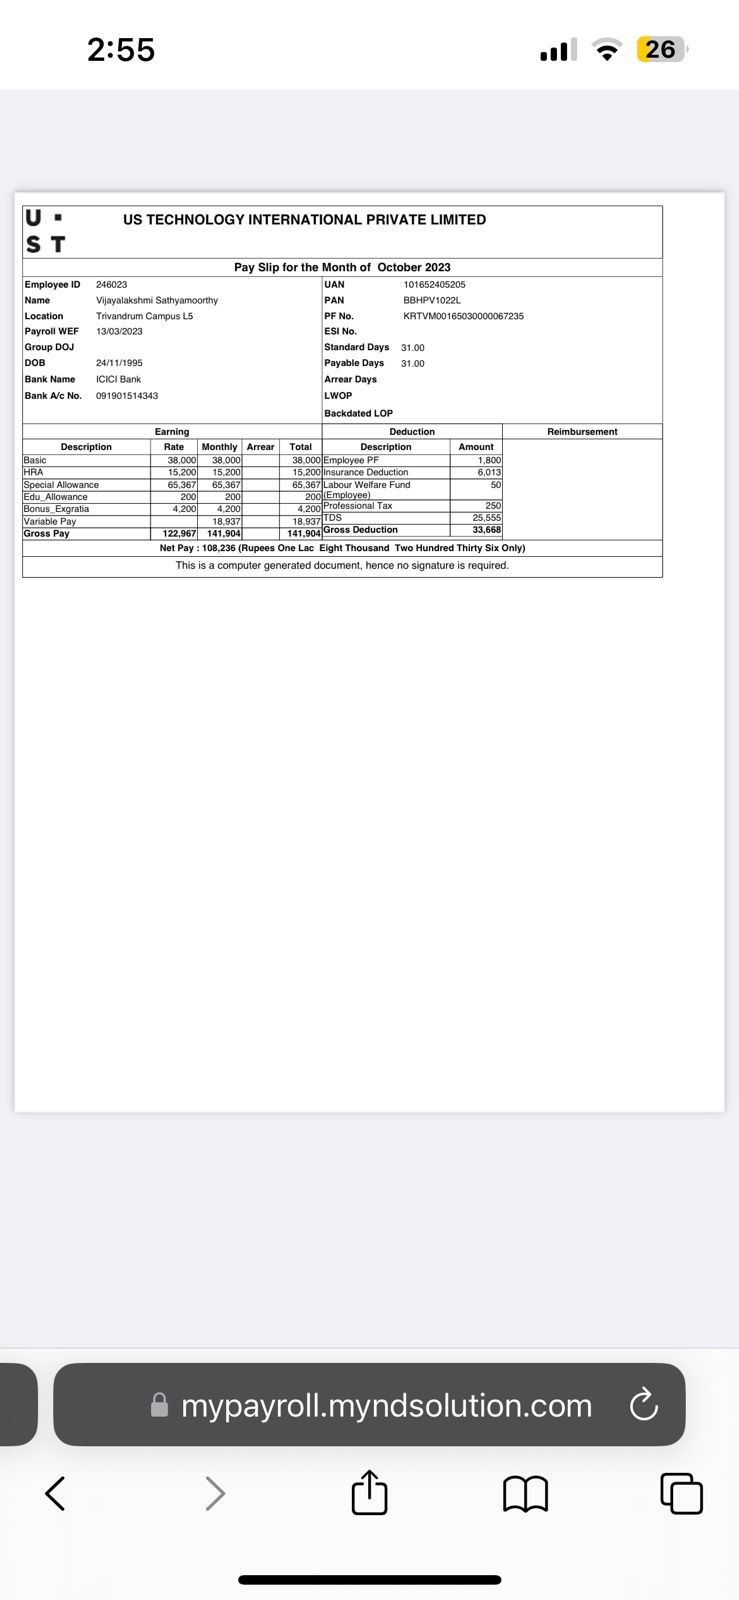 2:55
26
U ▪
S T
US TECHNOLOGY INTERNATIONAL PRIVATE LIMITED
Pay Slip for the Month of October 2023
Employee ID 246023 UAN 101652405205
Name Vijayalakshmi Sathyamoorthy PAN BBHPV1022L
Location Trivandrum Campus L5 PF No. KRTVM00165030000067235
Payroll WEF 13/03/2023 ESI No.
Group DOJ Standard Days 31.00
DOB 24/11/1995 Payable Days 31.00
Bank Name ICICI Bank Arrear Days
Bank A/c No. 091901514343 LWOP
Backdated LOP
Earning Deduction Reimbursement
Description Rate Monthly Arrear Total Description Amount
Basic 38,000 38,000 38,000 Employee PF 1,800
HRA 15,200 15,200 15,200 Insurance Deduction 6,013
Special Allowance 65,367 65,367 65,367 Labour Welfare Fund 50
Edu_Allowance 200 200 200 (Employee)
Bonus_Exgratia 4,200 4,200 4,200 Professional Tax 250
Variable Pay 18,937 18,937 TDS 25,555
Gross Pay 122,967 141,904 141,904 Gross Deduction 33,668
Net Pay : 108,236 (Rupees One Lac Eight Thousand Two Hundred Thirty Six Only)
This is a computer generated document, hence no signature is required.
mypayroll.myndsolution.com